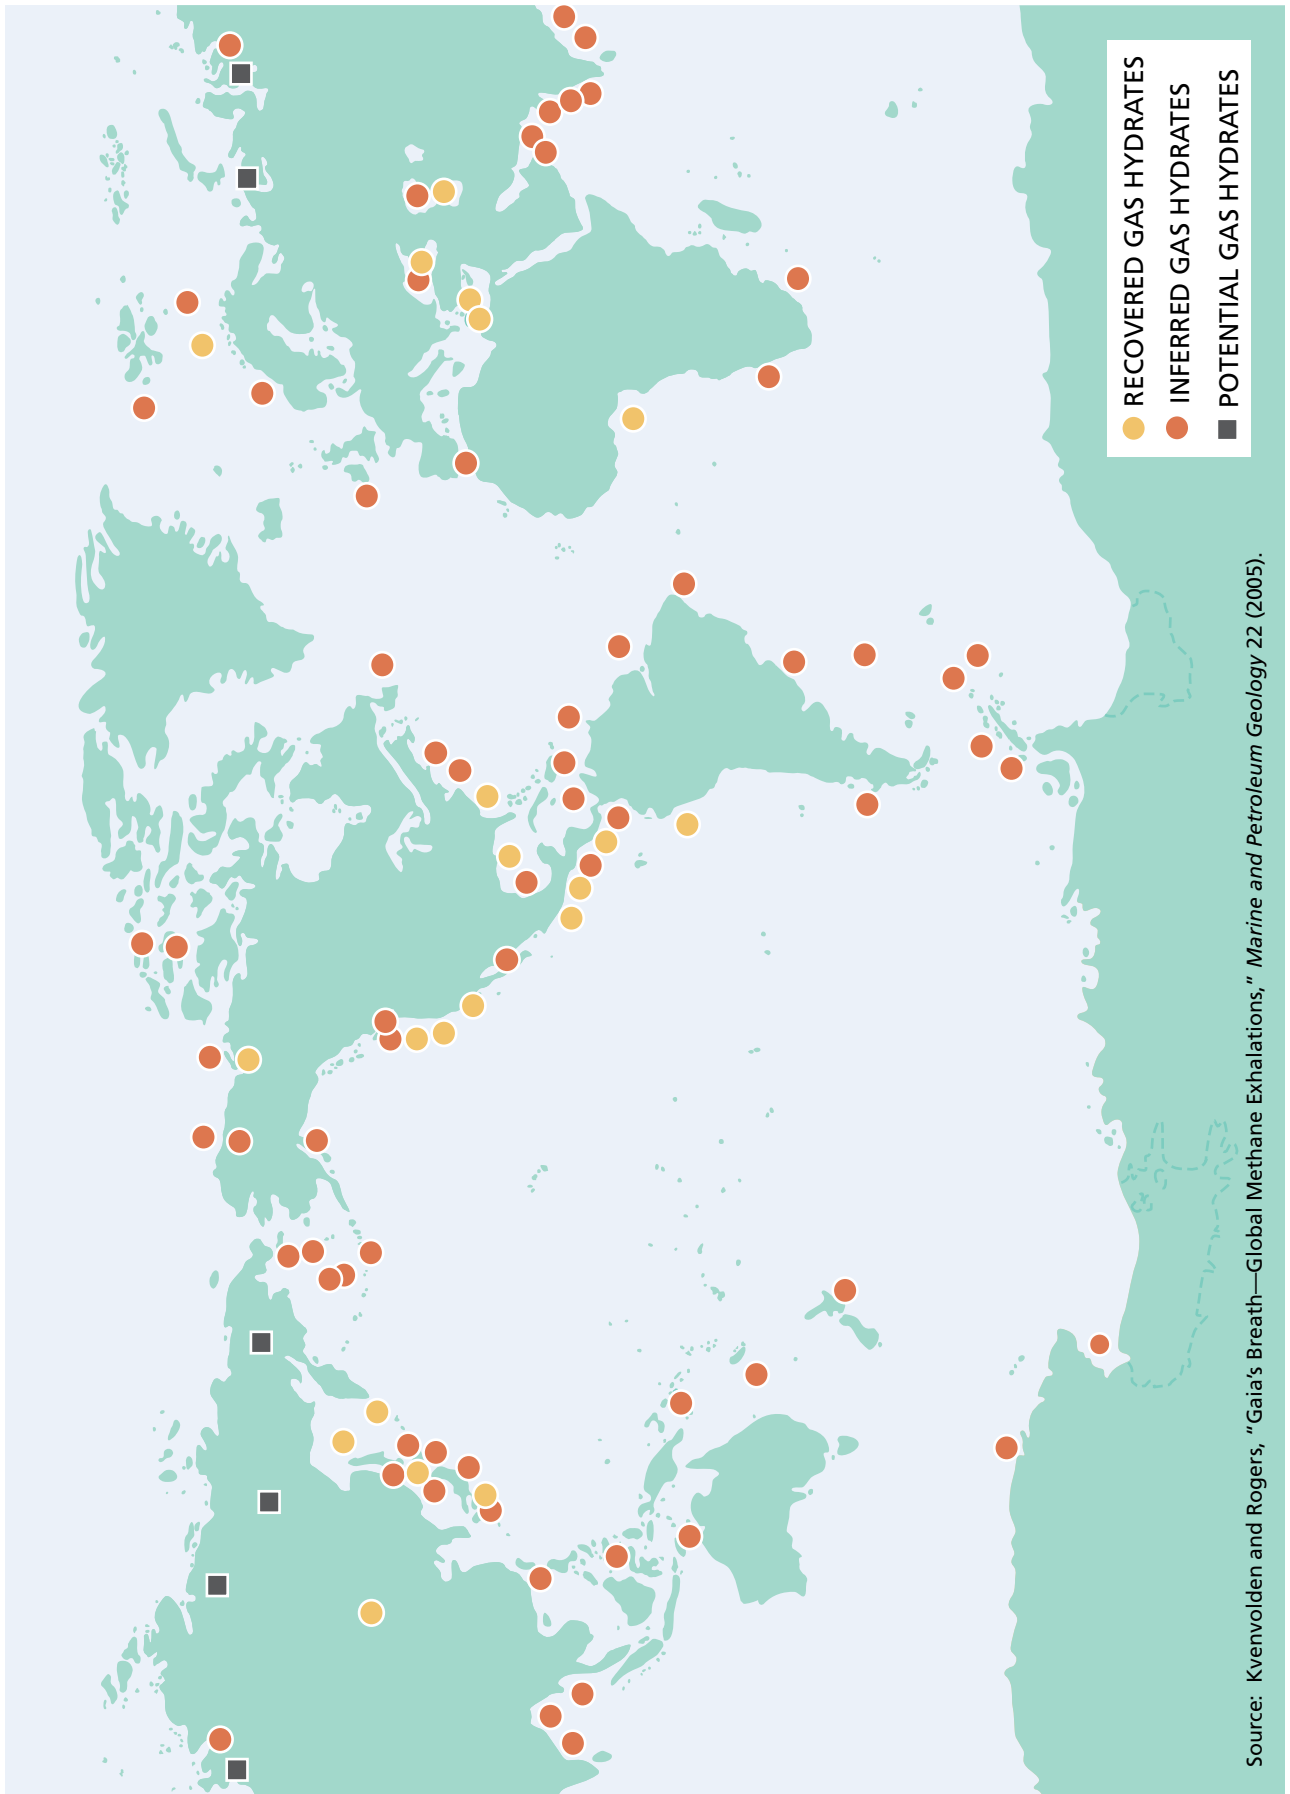 RECOVERED GAS HYDRATES
INFERRED GAS HYDRATES
POTENTIAL GAS HYDRATES
Source: Kvenvolden and Rogers, “Gaia’s Breath—Global Methane Exhalations,” Marine and Petroleum Geology 22 (2005).